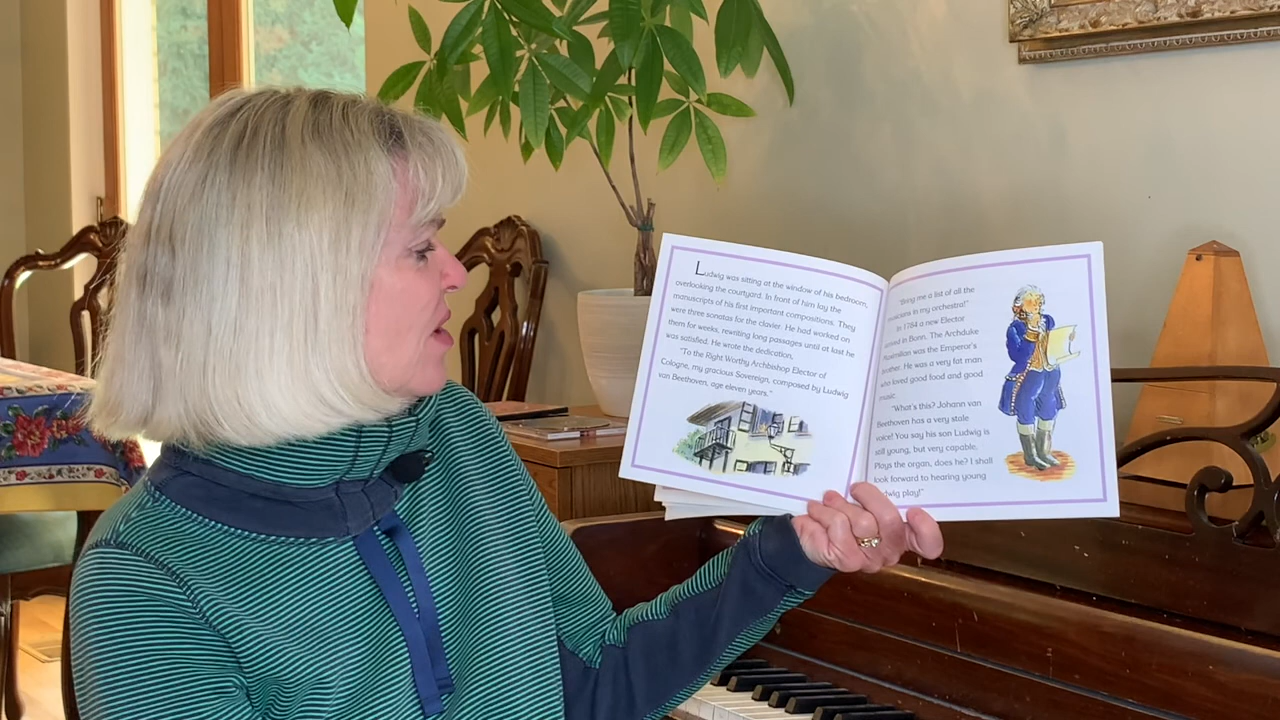 Ludwig was sitting at the window of his bedroom,
overlooking the courtyard. In front of him lay the
manuscripts of his first important compositions. They
were three sonatas for the clavier. He had worked on
them for weeks, rewriting long passages until at last he
was satisfied. He wrote the dedication,
"To the Right Worthy Archbishop Elector of
Cologne, my gracious Sovereign, composed by Ludwig
van Beethoven, age eleven years."
"Bring me a list of all the
musicians in my orchestra!"
In 1784 a new Elector
arrived in Bonn. The Archduke
Maximilian was the Emperor's
brother. He was a very fat man
who loved good food and good
music.
"What's this? Johann van
Beethoven has a very stale
voice! You say his son Ludwig is
still young, but very capable.
Plays the organ, does he? I shall
look forward to hearing young
Ludwig play!"